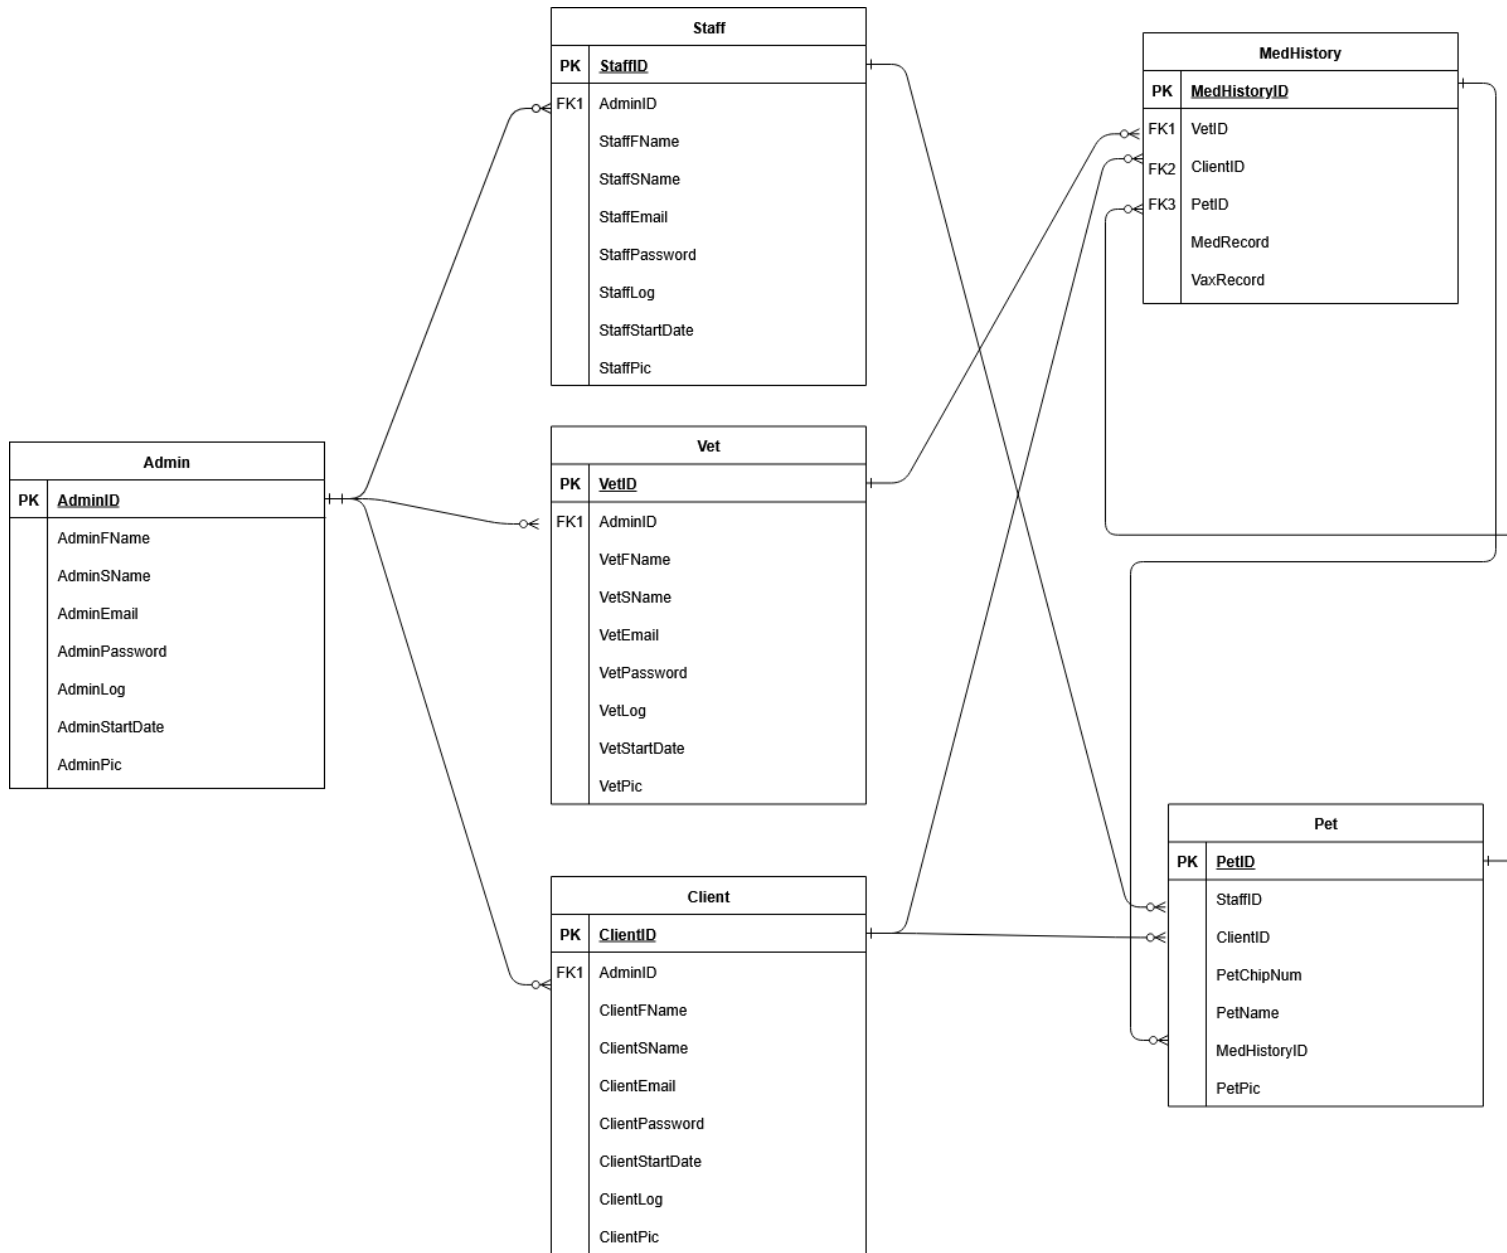 Staff
PK StaffID
FK1 AdminID
StaffFName
StaffSName
StaffEmail
StaffPassword
StaffLog
StaffStartDate
StaffPic
MedHistory
PK MedHistoryID
FK1 VetID
FK2 ClientID
FK3 PetID
MedRecord
VaxRecord
Admin
PK AdminID
AdminFName
AdminSName
AdminEmail
AdminPassword
AdminLog
AdminStartDate
AdminPic
Vet
PK VetID
FK1 AdminID
VetFName
VetSName
VetEmail
VetPassword
VetLog
VetStartDate
VetPic
Client
PK ClientID
FK1 AdminID
ClientFName
ClientSName
ClientEmail
ClientPassword
ClientStartDate
ClientLog
ClientPic
Pet
PK PetID
StaffID
ClientID
PetChipNum
PetName
MedHistoryID
PetPic